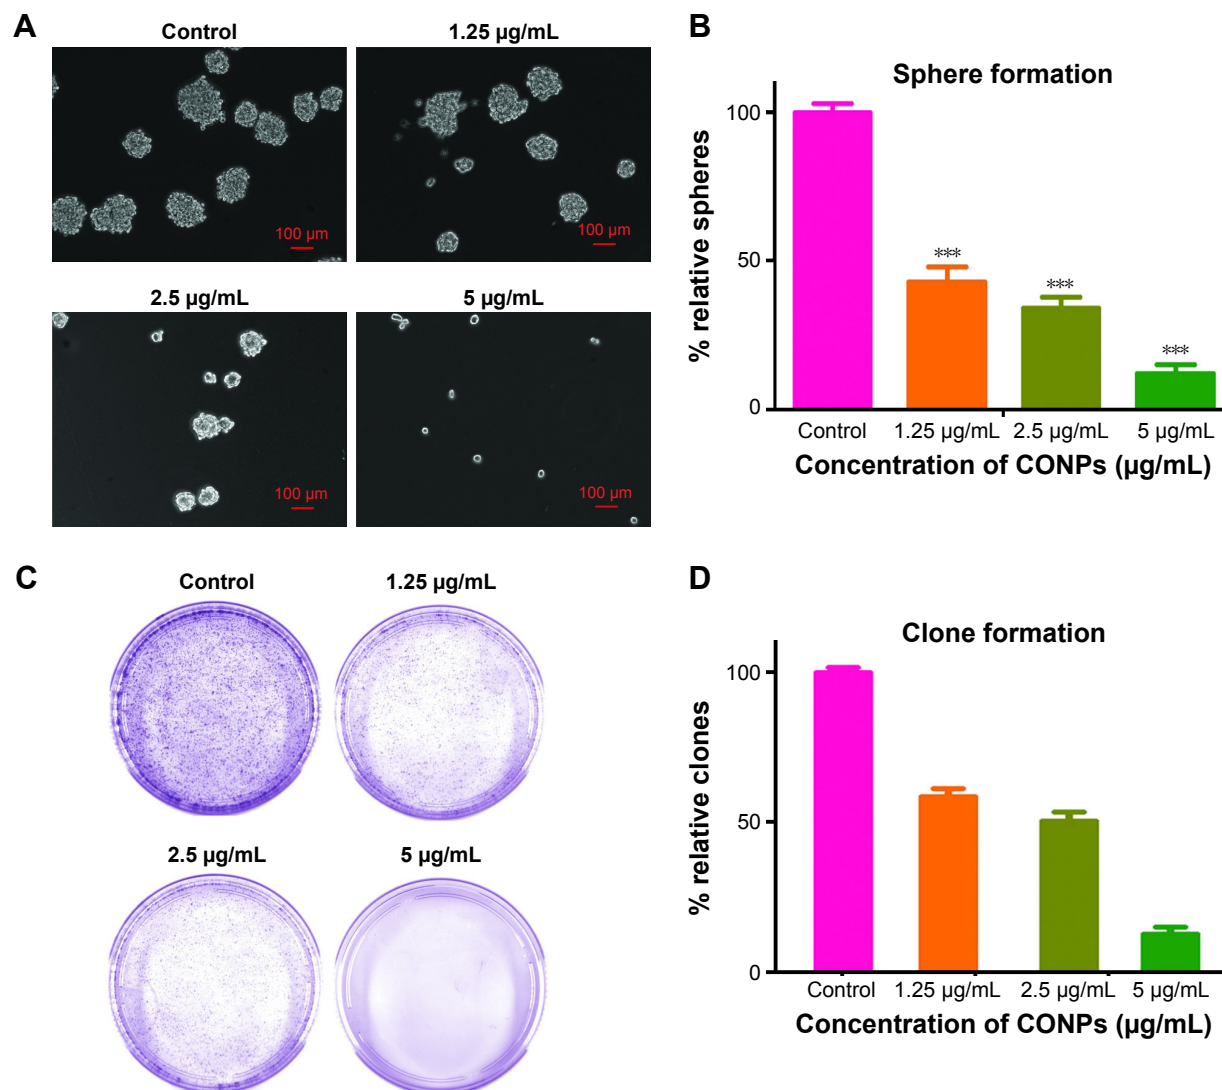 A
Control
1.25 µg/mL
100 µm
100 µm
2.5 µg/mL
5 µg/mL
100 µm
100 µm
B
Sphere formation
% relative spheres
100
50
0
***
***
***
Control
1.25 µg/mL
2.5 µg/mL
5 µg/mL
Concentration of CONPs (µg/mL)
C
Control
1.25 µg/mL
2.5 µg/mL
5 µg/mL
D
Clone formation
% relative clones
100
50
0
Control
1.25 µg/mL
2.5 µg/mL
5 µg/mL
Concentration of CONPs (µg/mL)